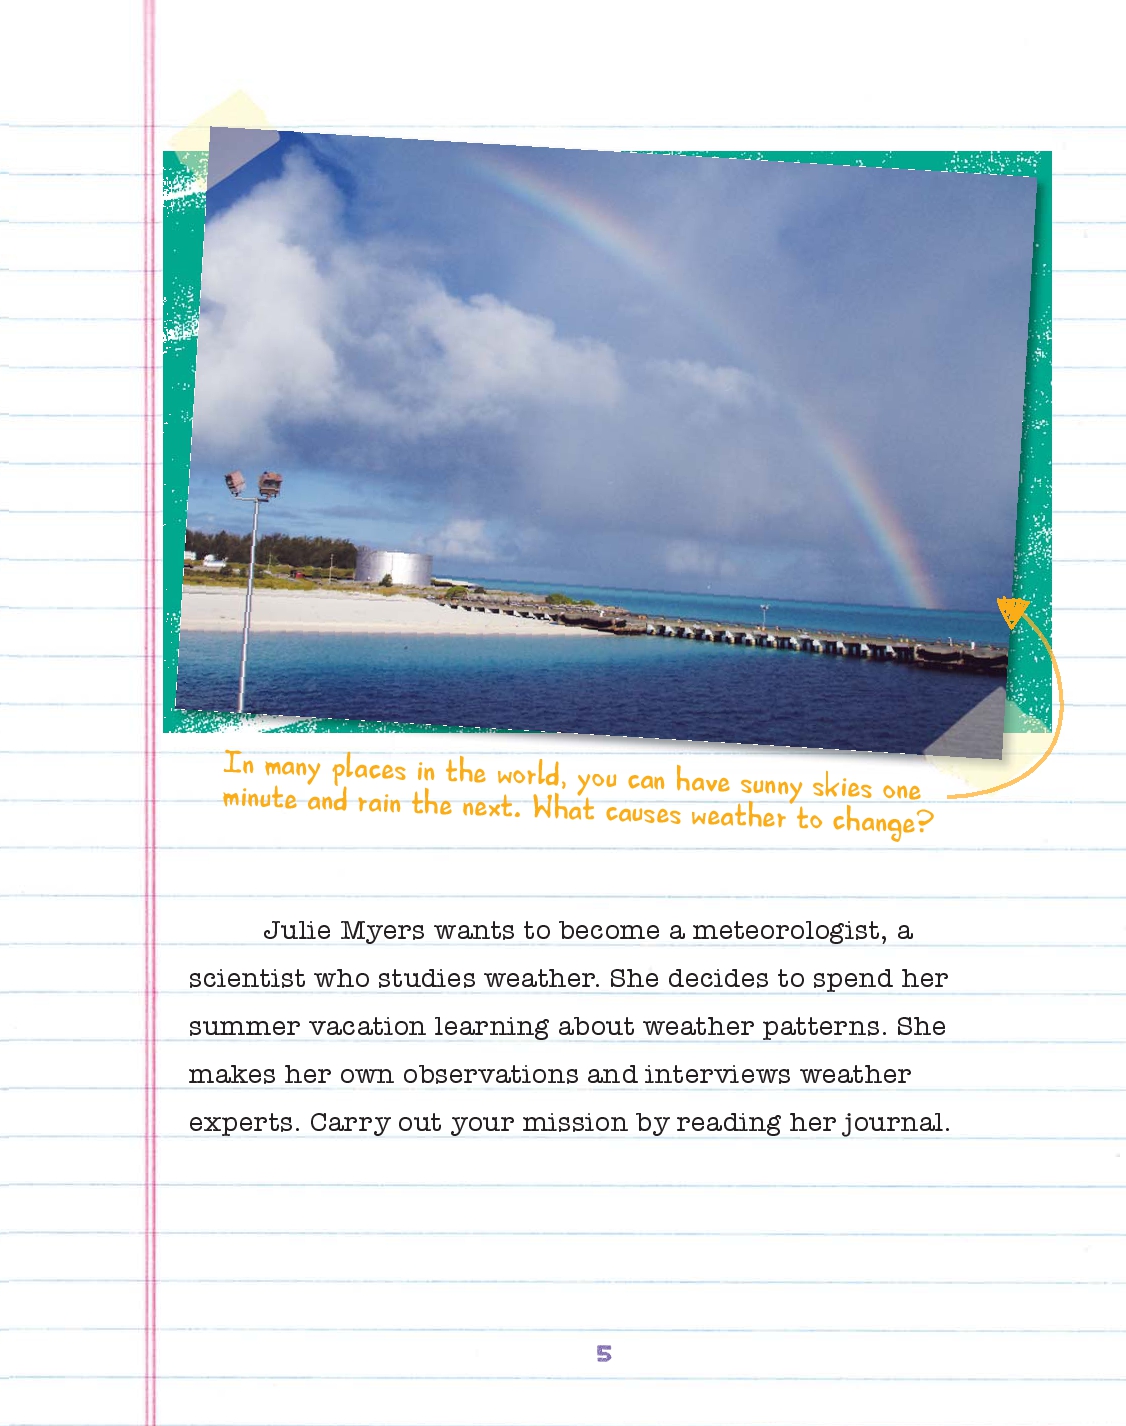 In many places in the world, you can have sunny skies one
minute and rain the next. What causes weather to change?
Julie Myers wants to become a meteorologist, a
scientist who studies weather. She decides to spend her
summer vacation learning about weather patterns. She
makes her own observations and interviews weather
experts. Carry out your mission by reading her journal.
5